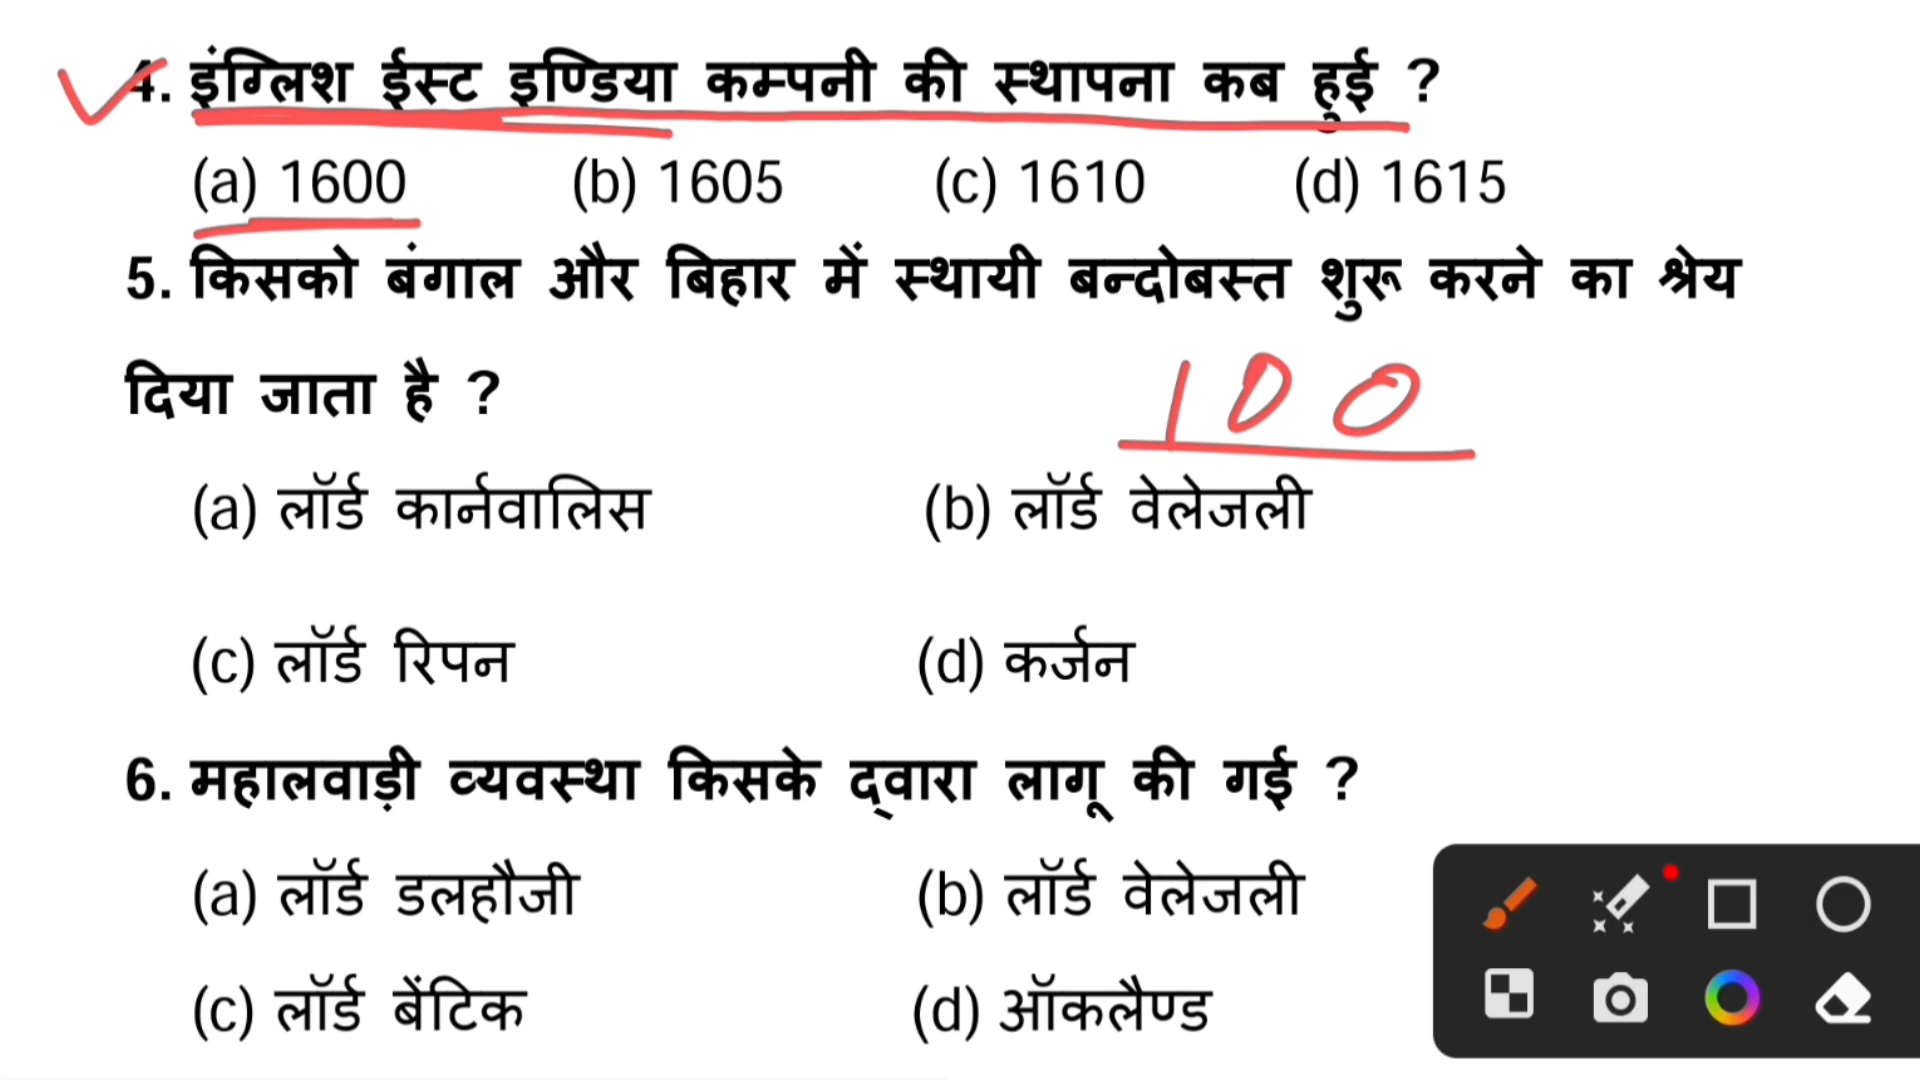 4. इंग्लिश ईस्ट इण्डिया कम्पनी की स्थापना कब हुई ?
(a) 1600 (b) 1605 (c) 1610 (d) 1615
5. किसको बंगाल और बिहार में स्थायी बन्दोबस्त शुरू करने का श्रेय
दिया जाता है ?
100
(a) लॉर्ड कार्नवालिस (b) लॉर्ड वेलेजली
(c) लॉर्ड रिपन (d) कर्जन
6. महालवाड़ी व्यवस्था किसके द्वारा लागू की गई ?
(a) लॉर्ड डलहौजी (b) लॉर्ड वेलेजली
(c) लॉर्ड बेंटिक (d) ऑकलैण्ड